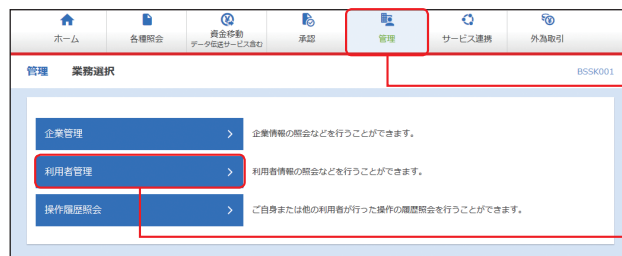 ホーム 各種照会 資金移動 承認 管理 サービス連携 外為取引
データ伝送サービス含む
管理 業務選択 BSSK001
企業管理 企業情報の照会などを行うことができます。
利用者管理 利用者情報の照会などを行うことができます。
操作履歴照会 ご自身または他の利用者が行った操作の履歴照会を行うことができます。